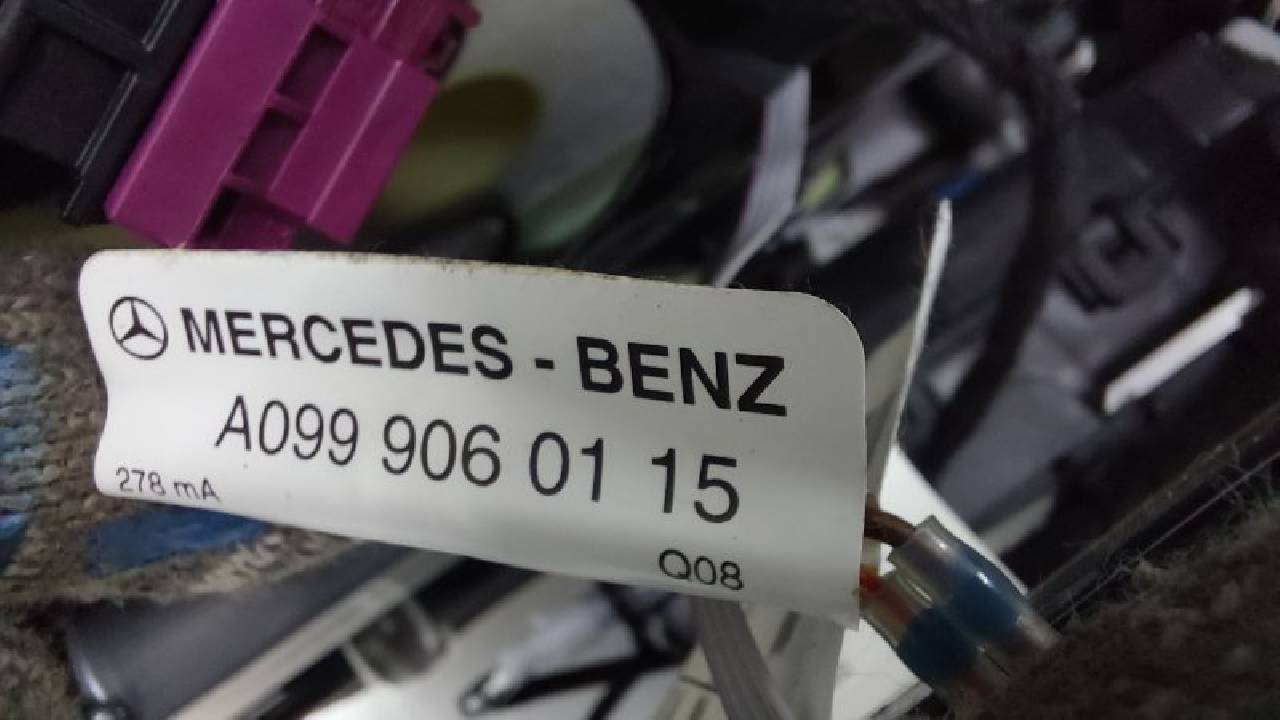 MERCEDES - BENZ
A099 906 01 15
278 mA
Q08